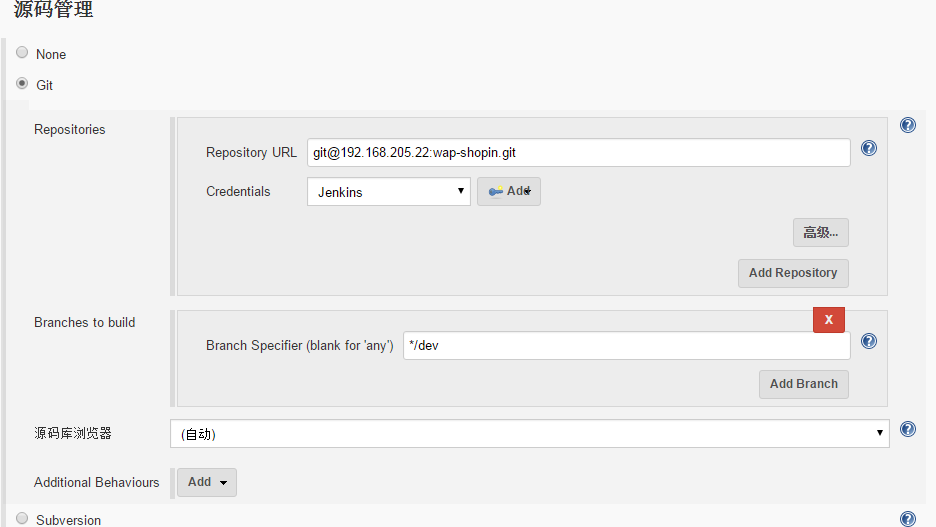 源码管理
None
Git
Repositories
Repository URL git@192.168.205.22:wap-shopin.git
Credentials Jenkins Add
高级...
Add Repository
Branches to build
X
Branch Specifier (blank for 'any') */dev
Add Branch
源码库浏览器 (自动)
Additional Behaviours Add
Subversion